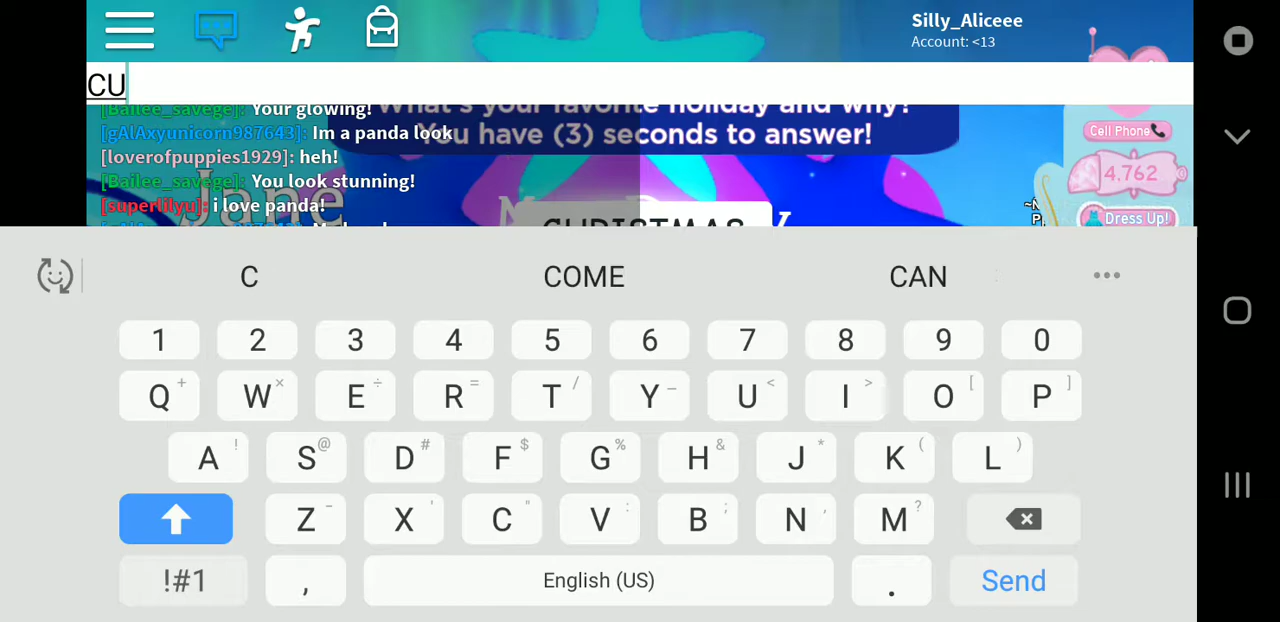 Silly_Aliceee
Account: <13
CU
[Bailee_savege]: Your glowing!
What's your favorite holiday and why?
[gAlAxyunicorn987643]: Im a panda look
You have (3) seconds to answer!
[loverofpuppies1929]: heh!
[Bailee_savege]: You look stunning!
[superlilyu]: i love panda!
Jane
CHRISTMAS
Cell Phone
4.762
Dress Up!
C COME CAN
1 2 3 4 5 6 7 8 9 0
Q + W × E ÷ R = T / Y _ U < I > O [ P ]
A ! S @ D # F $ G % H & J * K ( L )
Z - X ' C " V : B ; N , M ?
!#1 , English (US) . Send